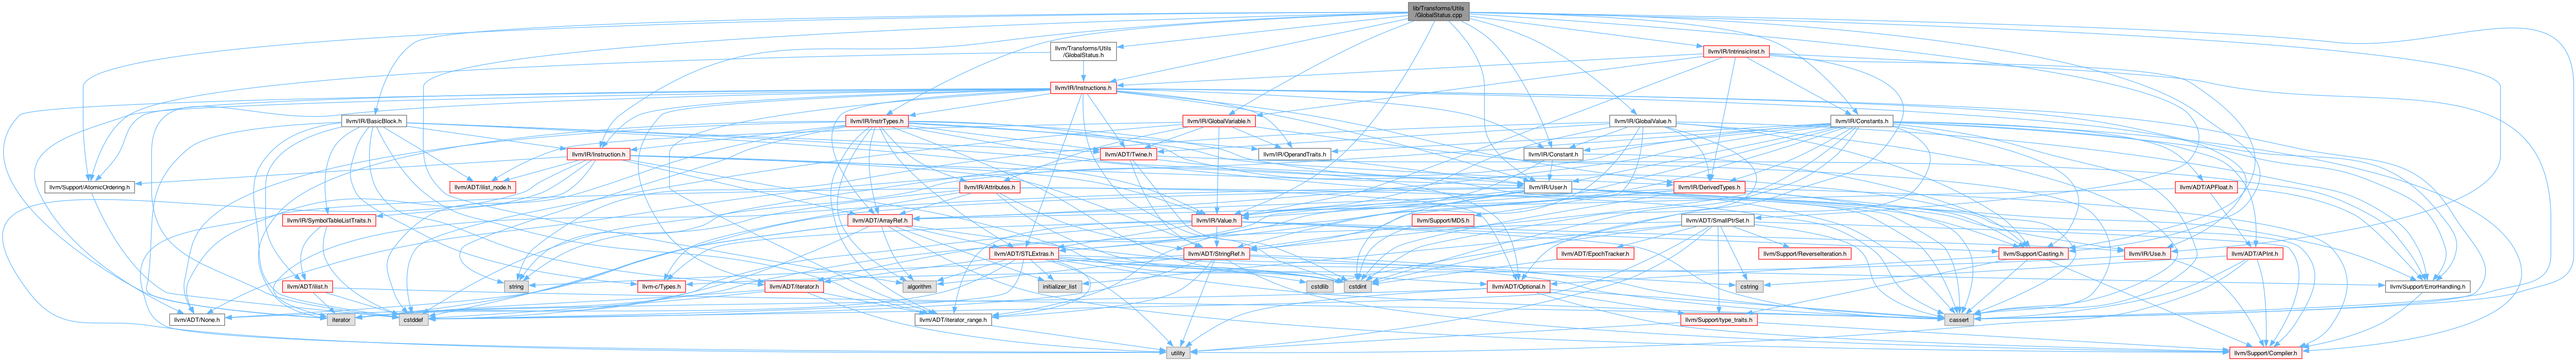 lib/Transforms/Utils
/GlobalStatus.cpp
llvm/Transforms/Utils
/GlobalStatus.h
llvm/IR/IntrinsicInst.h
llvm/IR/Instructions.h
llvm/IR/BasicBlock.h
llvm/IR/InstrTypes.h
llvm/IR/GlobalVariable.h
llvm/IR/GlobalValue.h
llvm/IR/Constants.h
llvm/IR/Instruction.h
llvm/ADT/Twine.h
llvm/IR/OperandTraits.h
llvm/IR/Constant.h
llvm/Support/AtomicOrdering.h
llvm/ADT/ilist_node.h
llvm/IR/Attributes.h
llvm/IR/User.h
llvm/IR/DerivedTypes.h
llvm/ADT/APFloat.h
llvm/IR/SymbolTableListTraits.h
llvm/ADT/ArrayRef.h
llvm/IR/Value.h
llvm/Support/MD5.h
llvm/ADT/SmallPtrSet.h
llvm/ADT/STLExtras.h
llvm/ADT/StringRef.h
llvm/ADT/EpochTracker.h
llvm/Support/ReverseIteration.h
llvm/Support/Casting.h
llvm/IR/Use.h
llvm/ADT/APInt.h
llvm/ADT/ilist.h
string
llvm-c/Types.h
llvm/ADT/iterator.h
algorithm
initializer_list
cstdlib
cstdint
llvm/ADT/Optional.h
cstring
llvm/Support/ErrorHandling.h
llvm/ADT/None.h
iterator
cstddef
llvm/ADT/iterator_range.h
llvm/Support/type_traits.h
cassert
utility
llvm/Support/Compiler.h